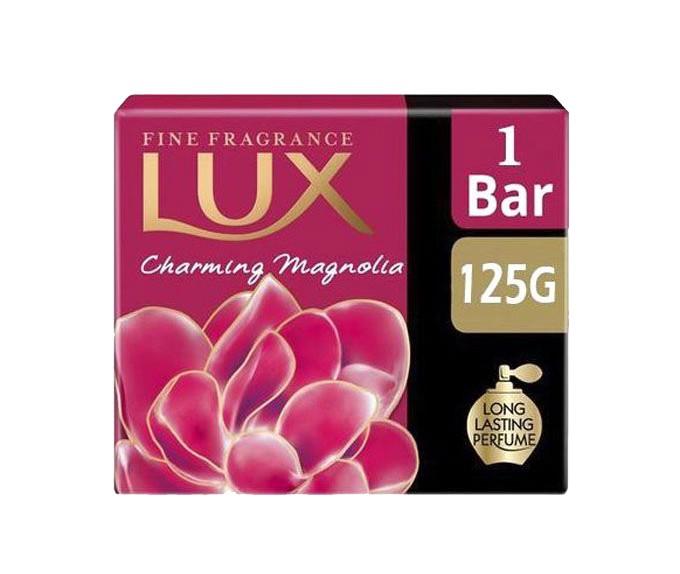 FINE FRAGRANCE
LUX
Charming Magnolia
1
Bar
125G
LONG
LASTING
PERFUME